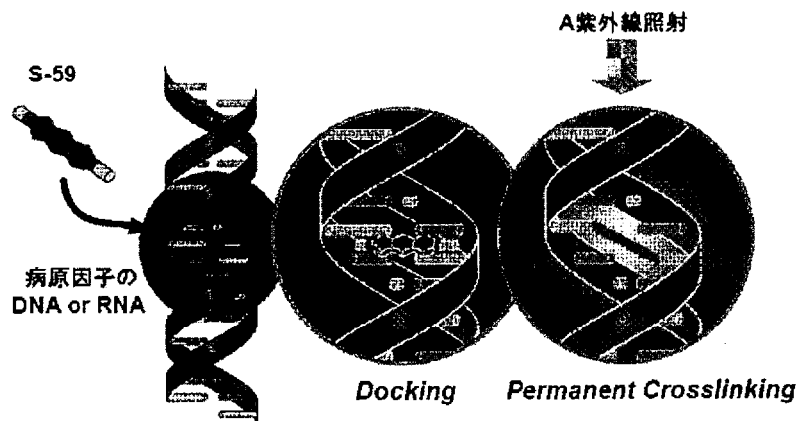 A紫外線照射
S-59
病原因子の
DNA or RNA
Docking
Permanent Crosslinking